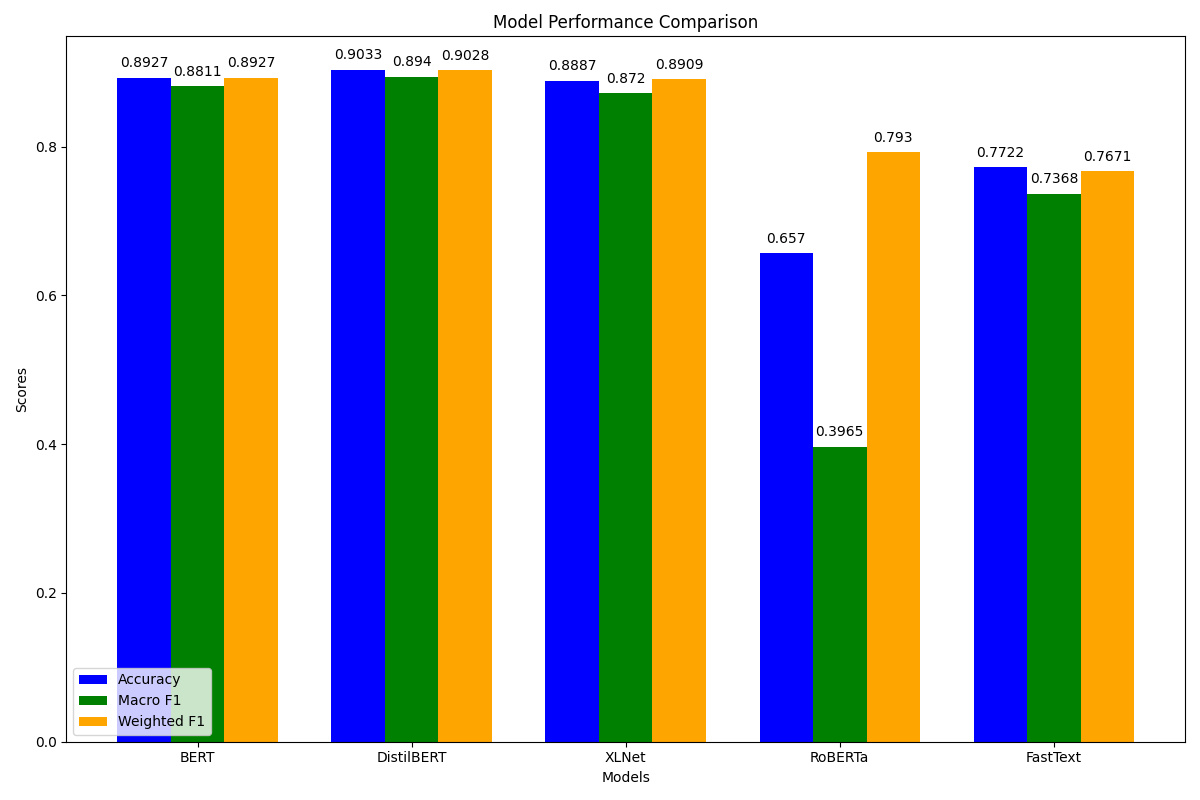 Model Performance Comparison
0.8927
0.8811
0.8927
0.9033
0.894
0.9028
0.8887
0.872
0.8909
0.657
0.3965
0.793
0.7722
0.7368
0.7671
Scores
0.8
0.6
0.4
0.2
0.0
Accuracy
Macro F1
Weighted F1
BERT
DistilBERT
XLNet
RoBERTa
FastText
Models